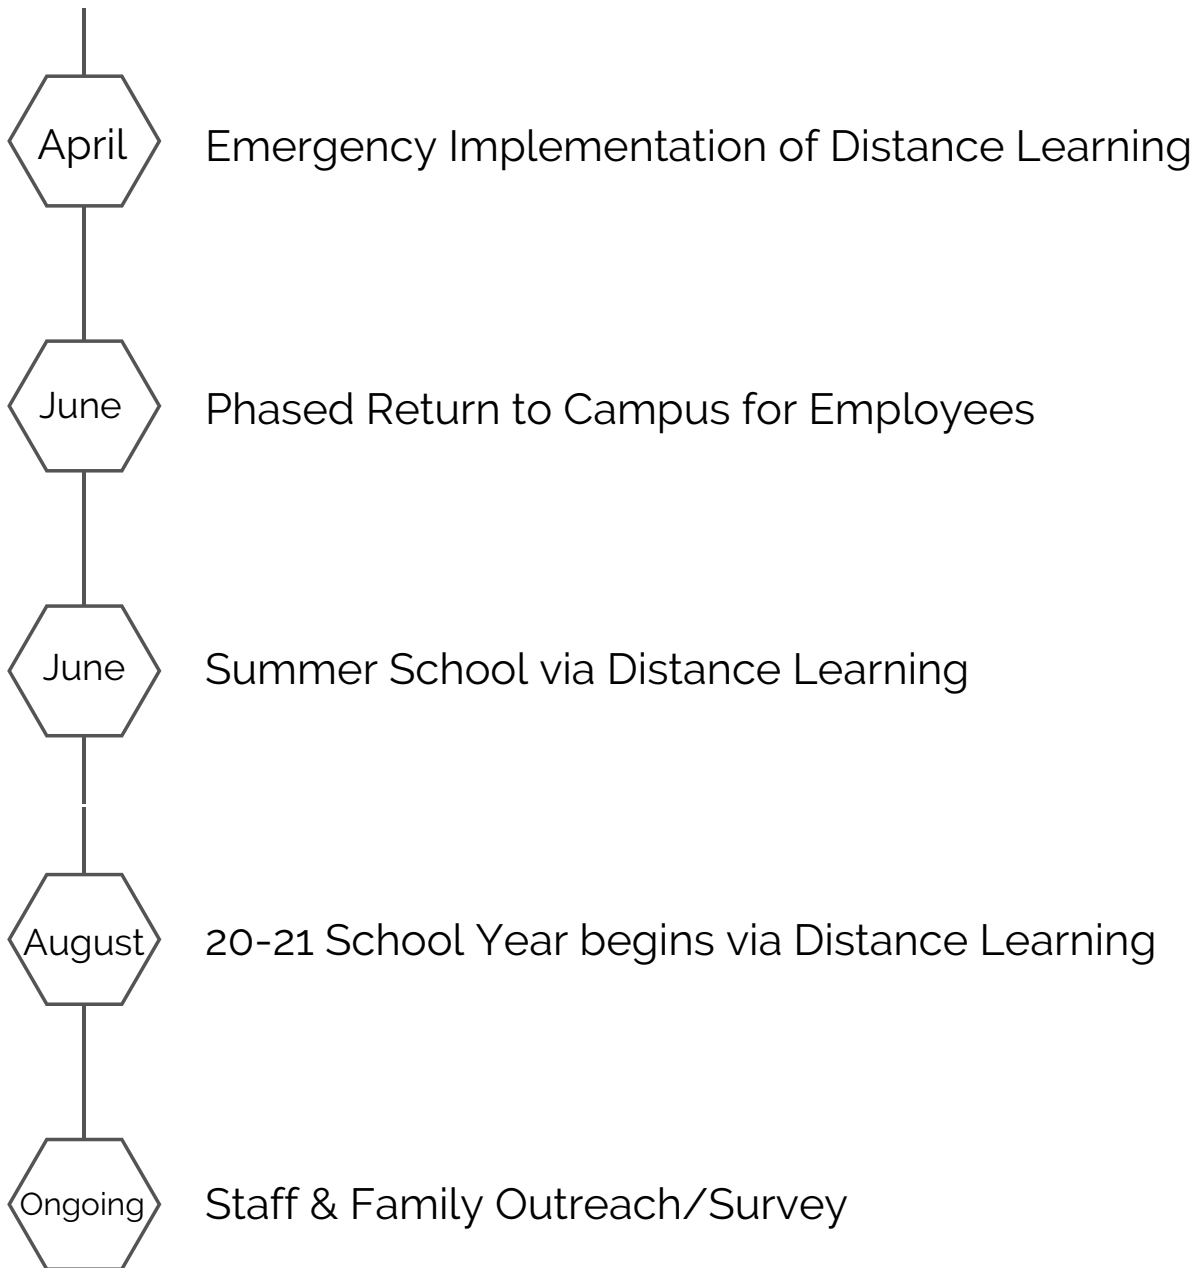 April
Emergency Implementation of Distance Learning
June
Phased Return to Campus for Employees
June
Summer School via Distance Learning
August
20-21 School Year begins via Distance Learning
Ongoing
Staff & Family Outreach/Survey